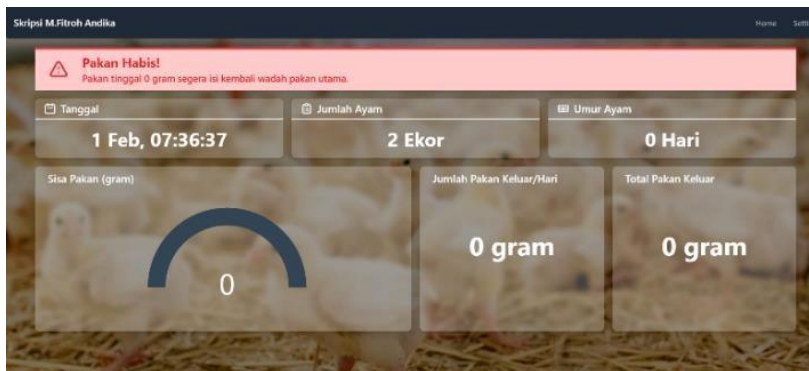 Skripsi M.Fitroh Andika
Home
Pakan Habis!
Pakan tinggal 0 gram segera isi kembali wadah pakan utama.
Tanggal
Jumlah Ayam
Umur Ayam
1 Feb, 07:36:37
2 Ekor
0 Hari
Sisa Pakan (gram)
Jumlah Pakan Keluar/Hari
Total Pakan Keluar
0
0 gram
0 gram